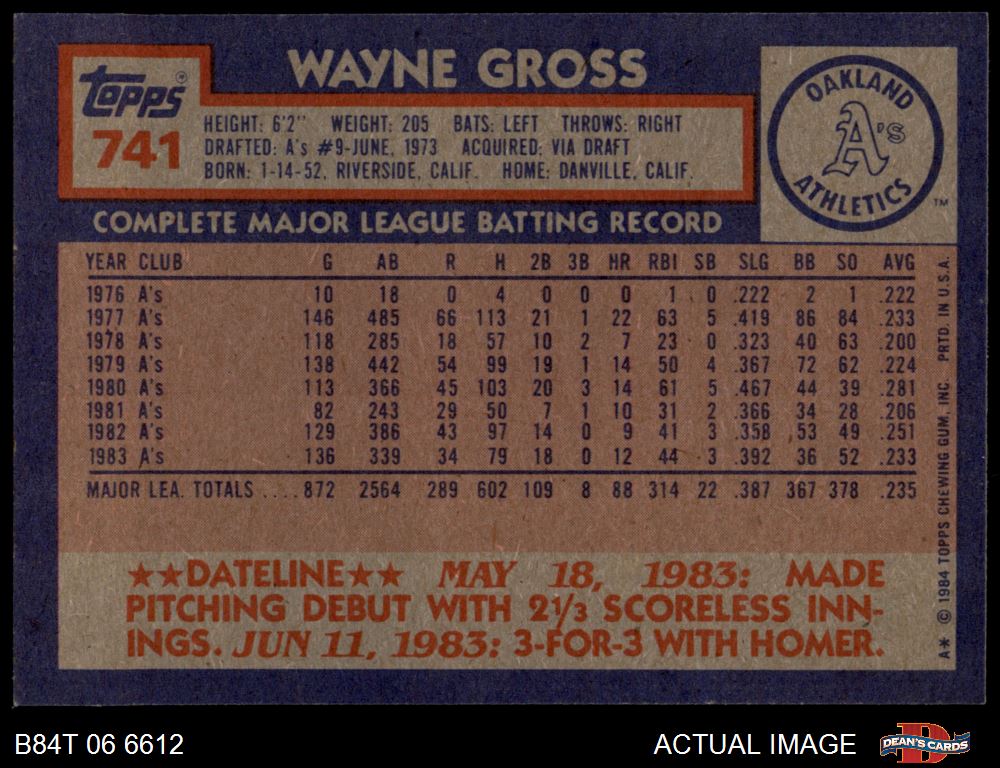 WAYNE GROSS
topps®
741
HEIGHT: 6'2" WEIGHT: 205 BATS: LEFT THROWS: RIGHT
DRAFTED: A's #9-JUNE, 1973 ACQUIRED: VIA DRAFT
BORN: 1-14-52, RIVERSIDE, CALIF. HOME: DANVILLE, CALIF.
OAKLAND
A's
ATHLETICS
TM
COMPLETE MAJOR LEAGUE BATTING RECORD
YEAR CLUB G AB R H 2B 3B HR RBI SB SLG BB SO AVG
1976 A's 10 18 0 4 0 0 0 1 0 .222 2 1 .222
1977 A's 146 485 66 113 21 1 22 63 5 .419 86 84 .233
1978 A's 118 285 18 57 10 2 7 23 0 .323 40 63 .200
1979 A's 138 442 54 99 19 1 14 50 4 .367 72 62 .224
1980 A's 113 366 45 103 20 3 14 61 5 .467 44 39 .281
1981 A's 82 243 29 50 7 1 10 31 2 .366 34 28 .206
1982 A's 129 386 43 97 14 0 9 41 3 .358 53 49 .251
1983 A's 136 339 34 79 18 0 12 44 3 .392 36 52 .233
MAJOR LEA. TOTALS ....872 2564 289 602 109 8 88 314 22 .387 367 378 .235
★★DATELINE★★ MAY 18, 1983: MADE
PITCHING DEBUT WITH 2⅓ SCORELESS INN-
INGS. JUN 11, 1983: 3-FOR-3 WITH HOMER.
A* © 1984 TOPPS CHEWING GUM, INC. PRTD. IN U.S.A.
B84T 06 6612
ACTUAL IMAGE
DEAN'S CARDS